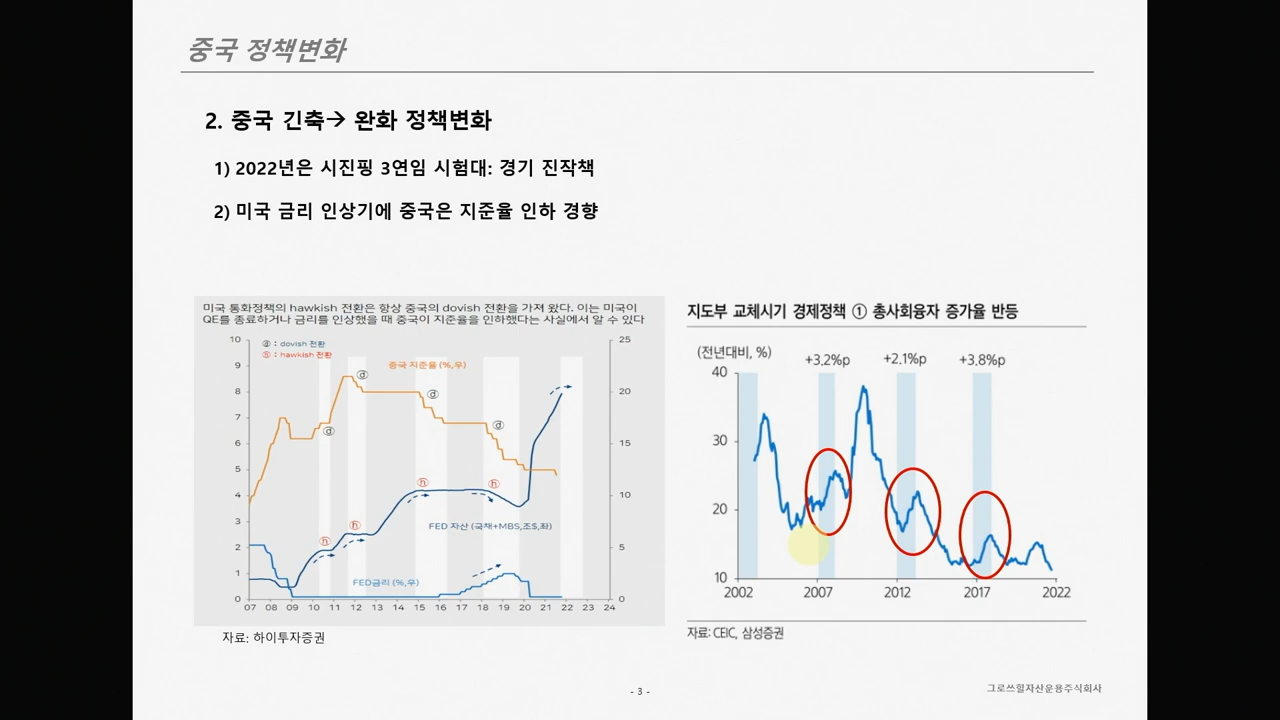 중국 정책변화
2. 중국 긴축→ 완화 정책변화
1) 2022년은 시진핑 3연임 시험대: 경기 진작책
2) 미국 금리 인상기에 중국은 지준율 인하 경향
미국 통화정책의 hawkish 전환은 항상 중국의 dovish 전환을 가져 왔다. 이는 미국이
QE를 종료하거나 금리를 인상했을 때 중국이 지준율을 인하했다는 사실에서 알 수 있다
ⓓ : dovish 전환
ⓗ : hawkish 전환
중국 지준율 (%,우)
ⓓ
ⓓ
ⓓ
ⓓ
ⓗ
ⓗ
ⓗ
ⓗ
FED 자산 (국채+MBS,조$,좌)
FED금리 (%,우)
10
9
8
7
6
5
4
3
2
1
0
25
20
15
10
5
0
07 08 09 10 11 12 13 14 15 16 17 18 19 20 21 22 23 24
자료: 하이투자증권
지도부 교체시기 경제정책 ① 총사회융자 증가율 반등
(전년대비, %)
+3.2%p +2.1%p +3.8%p
40
30
20
10
2002 2007 2012 2017 2022
자료: CEIC, 삼성증권
- 3 -
그로쓰힐자산운용주식회사